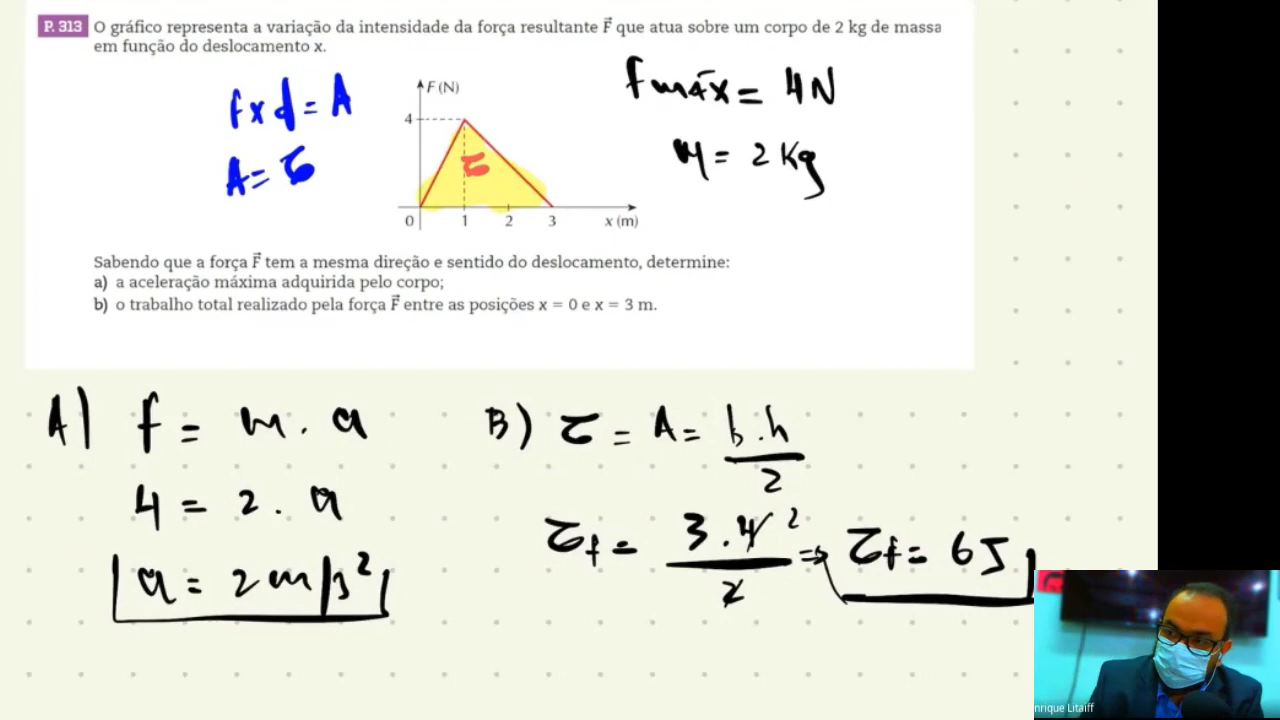 P. 313 O gráfico representa a variação da intensidade da força resultante F⃗ que atua sobre um corpo de 2 kg de massa
em função do deslocamento x.
F x d = A
A = τ
F (N)
4
τ
0 1 2 3 x (m)
Fmáx = 4N
M = 2 Kg
Sabendo que a força F⃗ tem a mesma direção e sentido do deslocamento, determine:
a) a aceleração máxima adquirida pelo corpo;
b) o trabalho total realizado pela força F⃗ entre as posições x = 0 e x = 3 m.
A) f = m . a
4 = 2 . a
a = 2 m/s²
B) τ = A = b.h / 2
τf = 3.4 2 / 2 => τf = 6J
nrique Litaiff